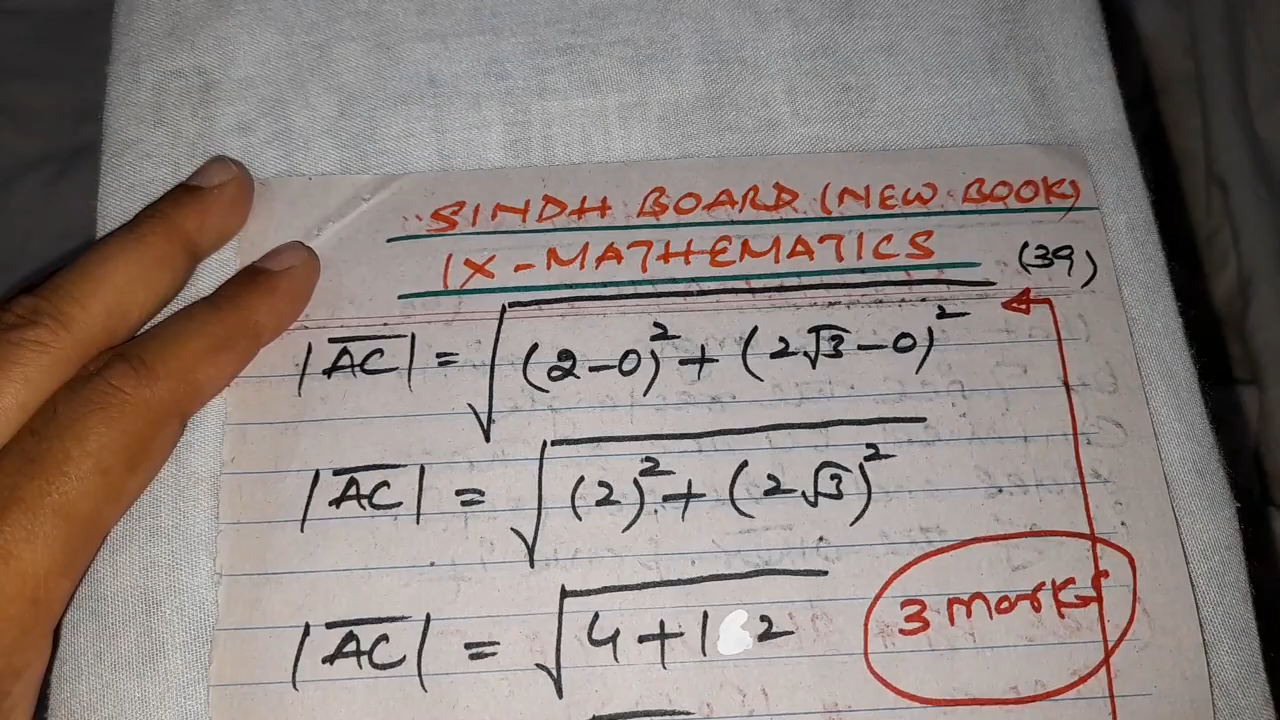 SINDH BOARD (NEW BOOK)
IX-MATHEMATICS
(39)
|AC̅| = √((2-0)² + (2√3-0)²)
|AC̅| = √((2)² + (2√3)²)
|AC̅| = √(4+12)
3 marks